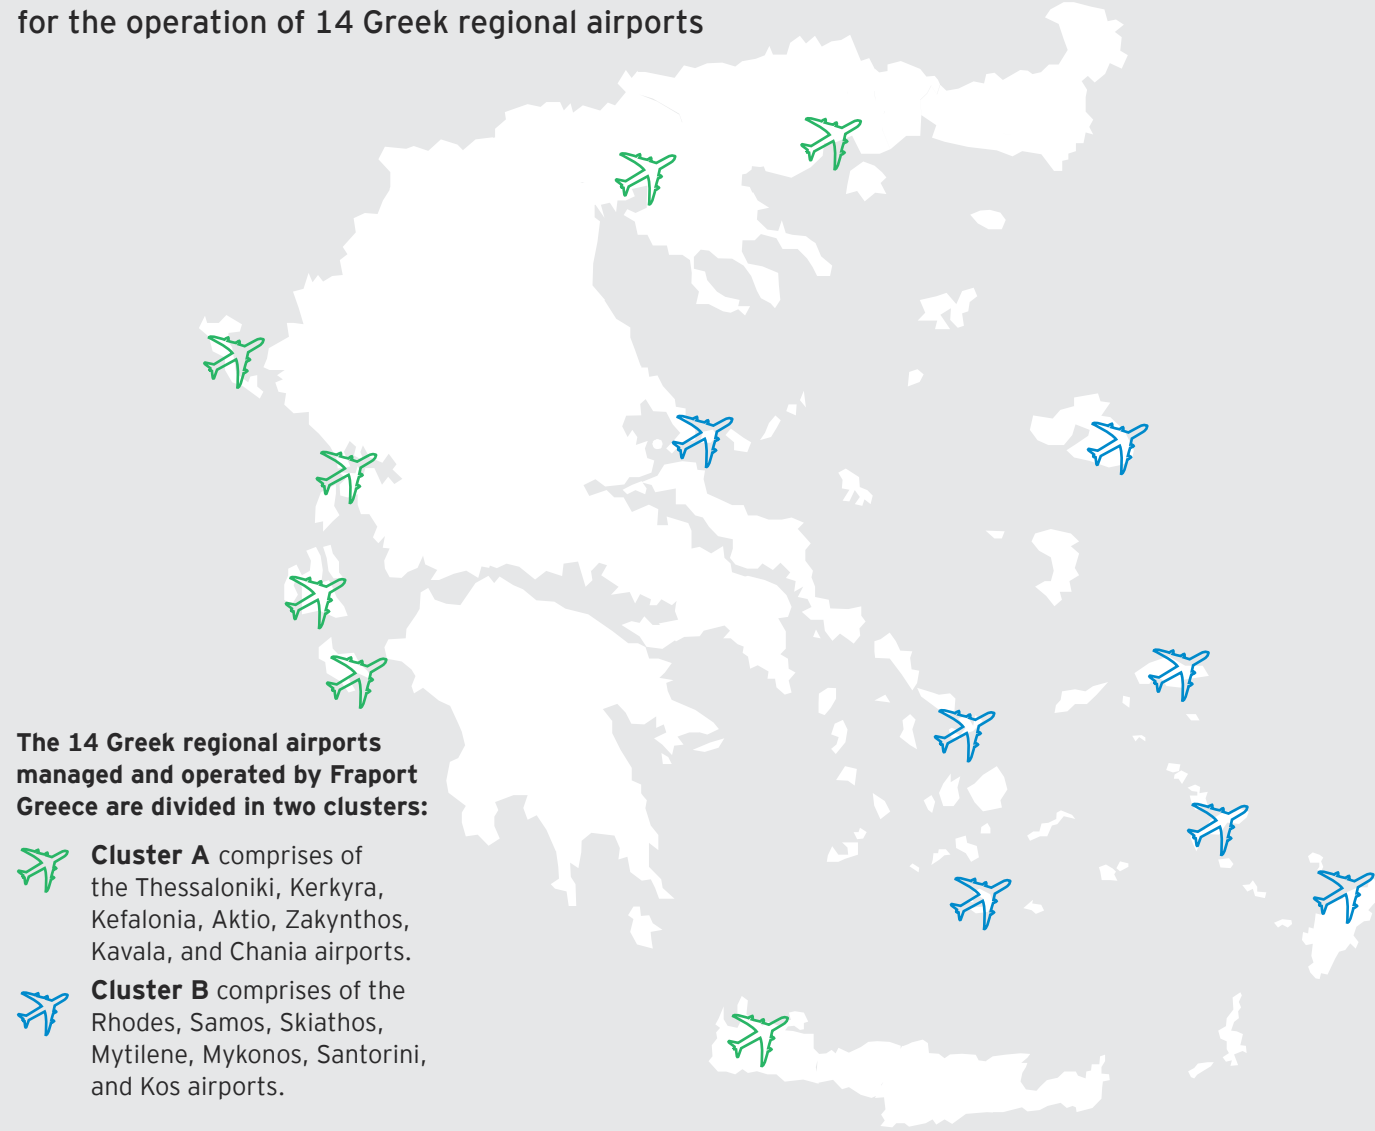 for the operation of 14 Greek regional airports
The 14 Greek regional airports
managed and operated by Fraport
Greece are divided in two clusters:
Cluster A comprises of
the Thessaloniki, Kerkyra,
Kefalonia, Aktio, Zakynthos,
Kavala, and Chania airports.
Cluster B comprises of the
Rhodes, Samos, Skiathos,
Mytilene, Mykonos, Santorini,
and Kos airports.